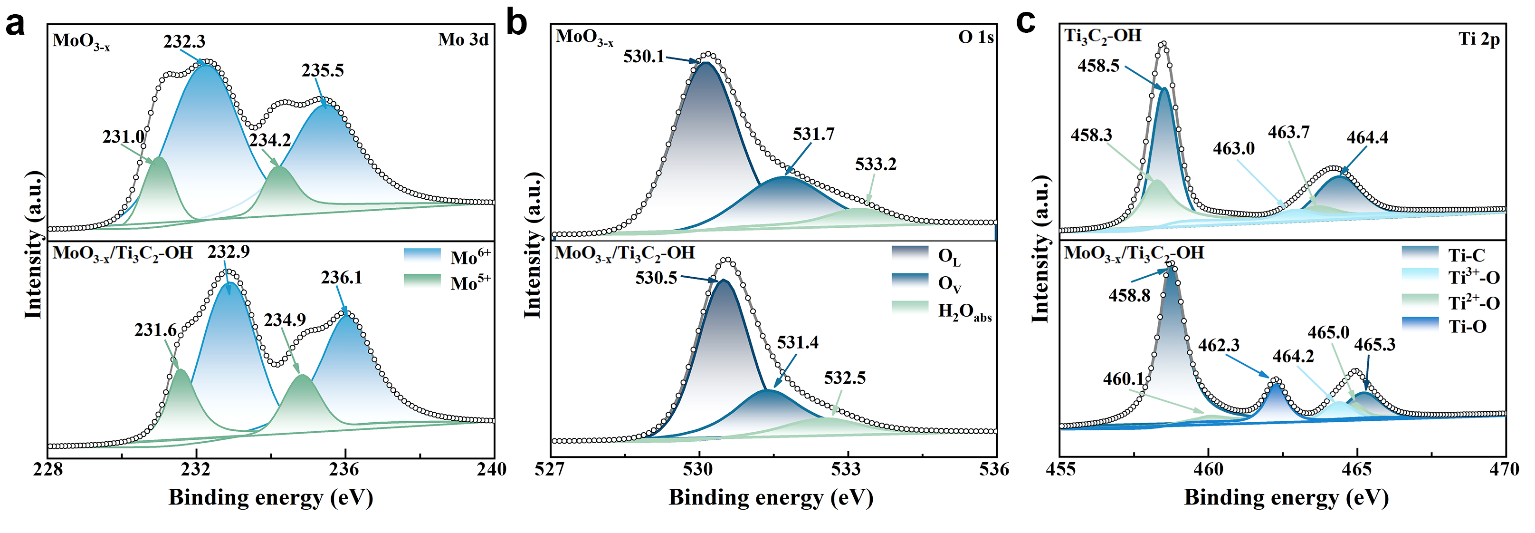 a
MoO3-x
Mo 3d
232.3
235.5
231.0
234.2
MoO3-x/Ti3C2-OH
232.9
236.1
231.6
234.9
Mo6+
Mo5+
Intensity (a.u.)
228 232 236 240
Binding energy (eV)
b
MoO3-x
O 1s
530.1
531.7
533.2
MoO3-x/Ti3C2-OH
530.5
531.4
532.5
OL
OV
H2Oabs
Intensity (a.u.)
527 530 533 536
Binding energy (eV)
c
Ti3C2-OH
Ti 2p
458.5
458.3
463.0
463.7
464.4
MoO3-x/Ti3C2-OH
458.8
460.1
462.3
464.2
465.0
465.3
Ti-C
Ti3+-O
Ti2+-O
Ti-O
Intensity (a.u.)
455 460 465 470
Binding energy (eV)